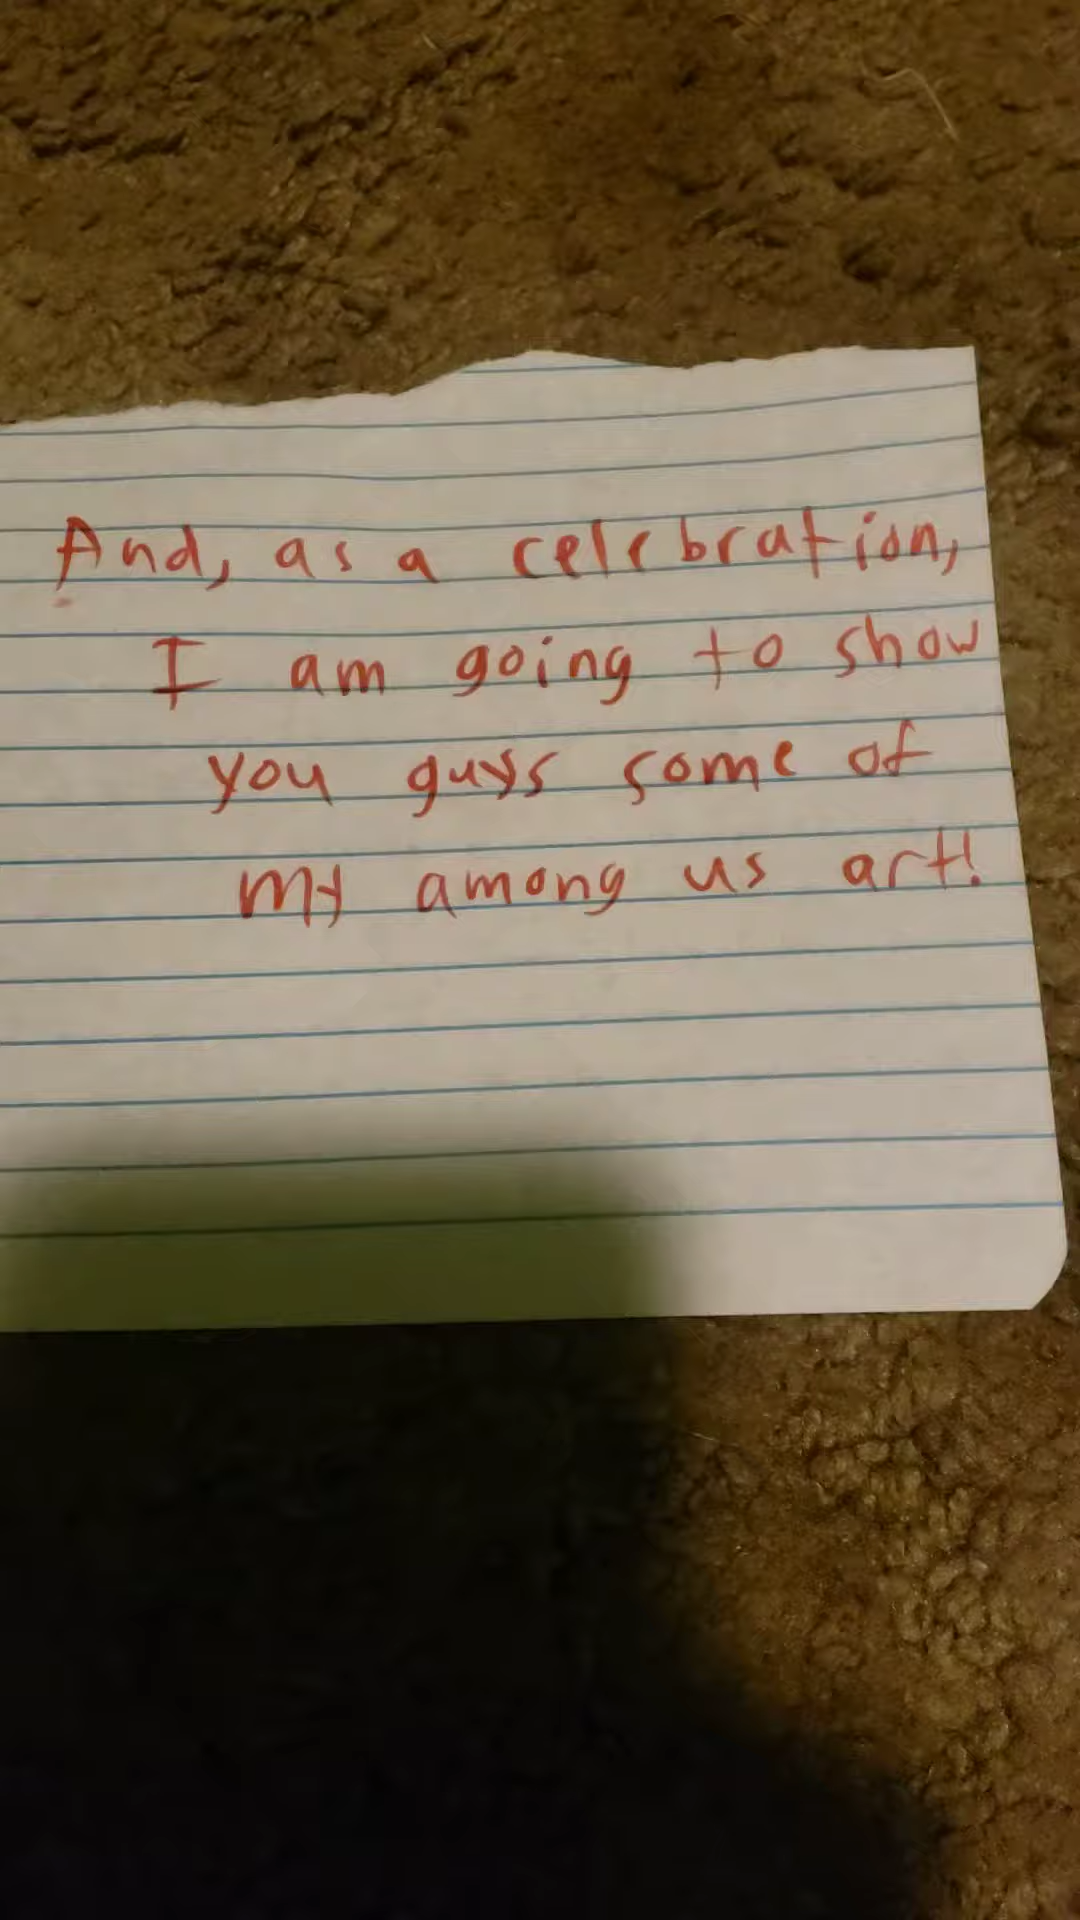 And, as a celebration,
I am going to show
you guys some of
my among us art!